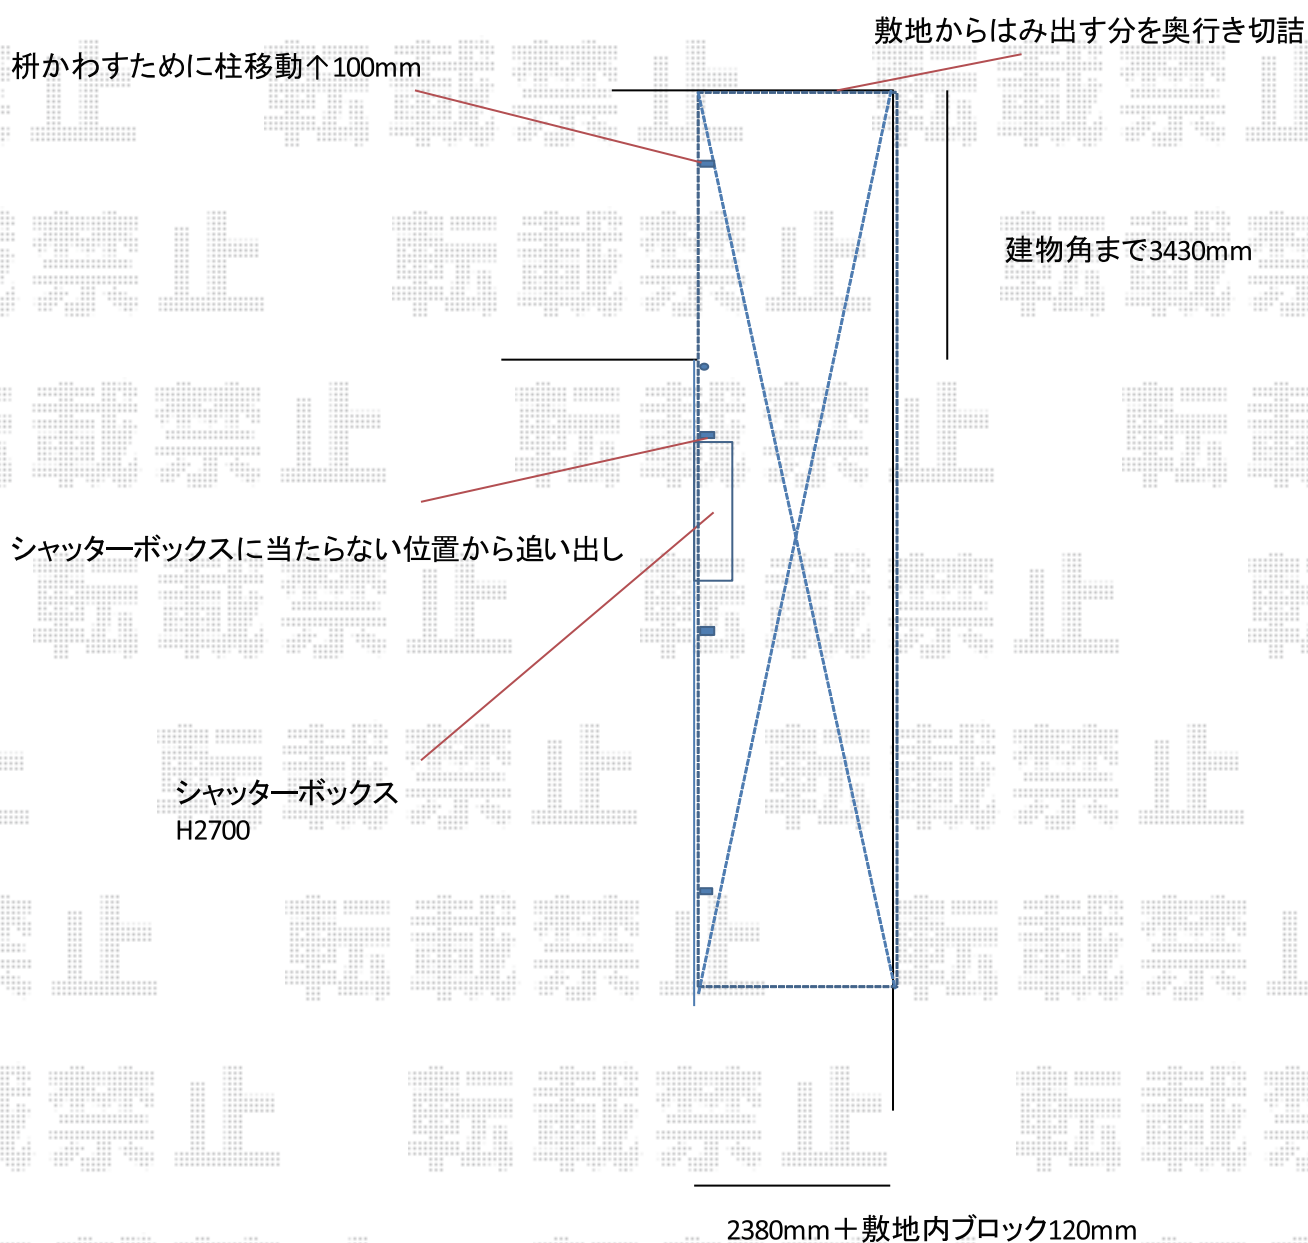 敷地からはみ出す分を奥行き切詰
枡かわすために柱移動↑100mm
建物角まで3430mm
シャッターボックスに当たらない位置から追い出し
シャッターボックス
H2700
2380mm＋敷地内ブロック120mm
転載禁止